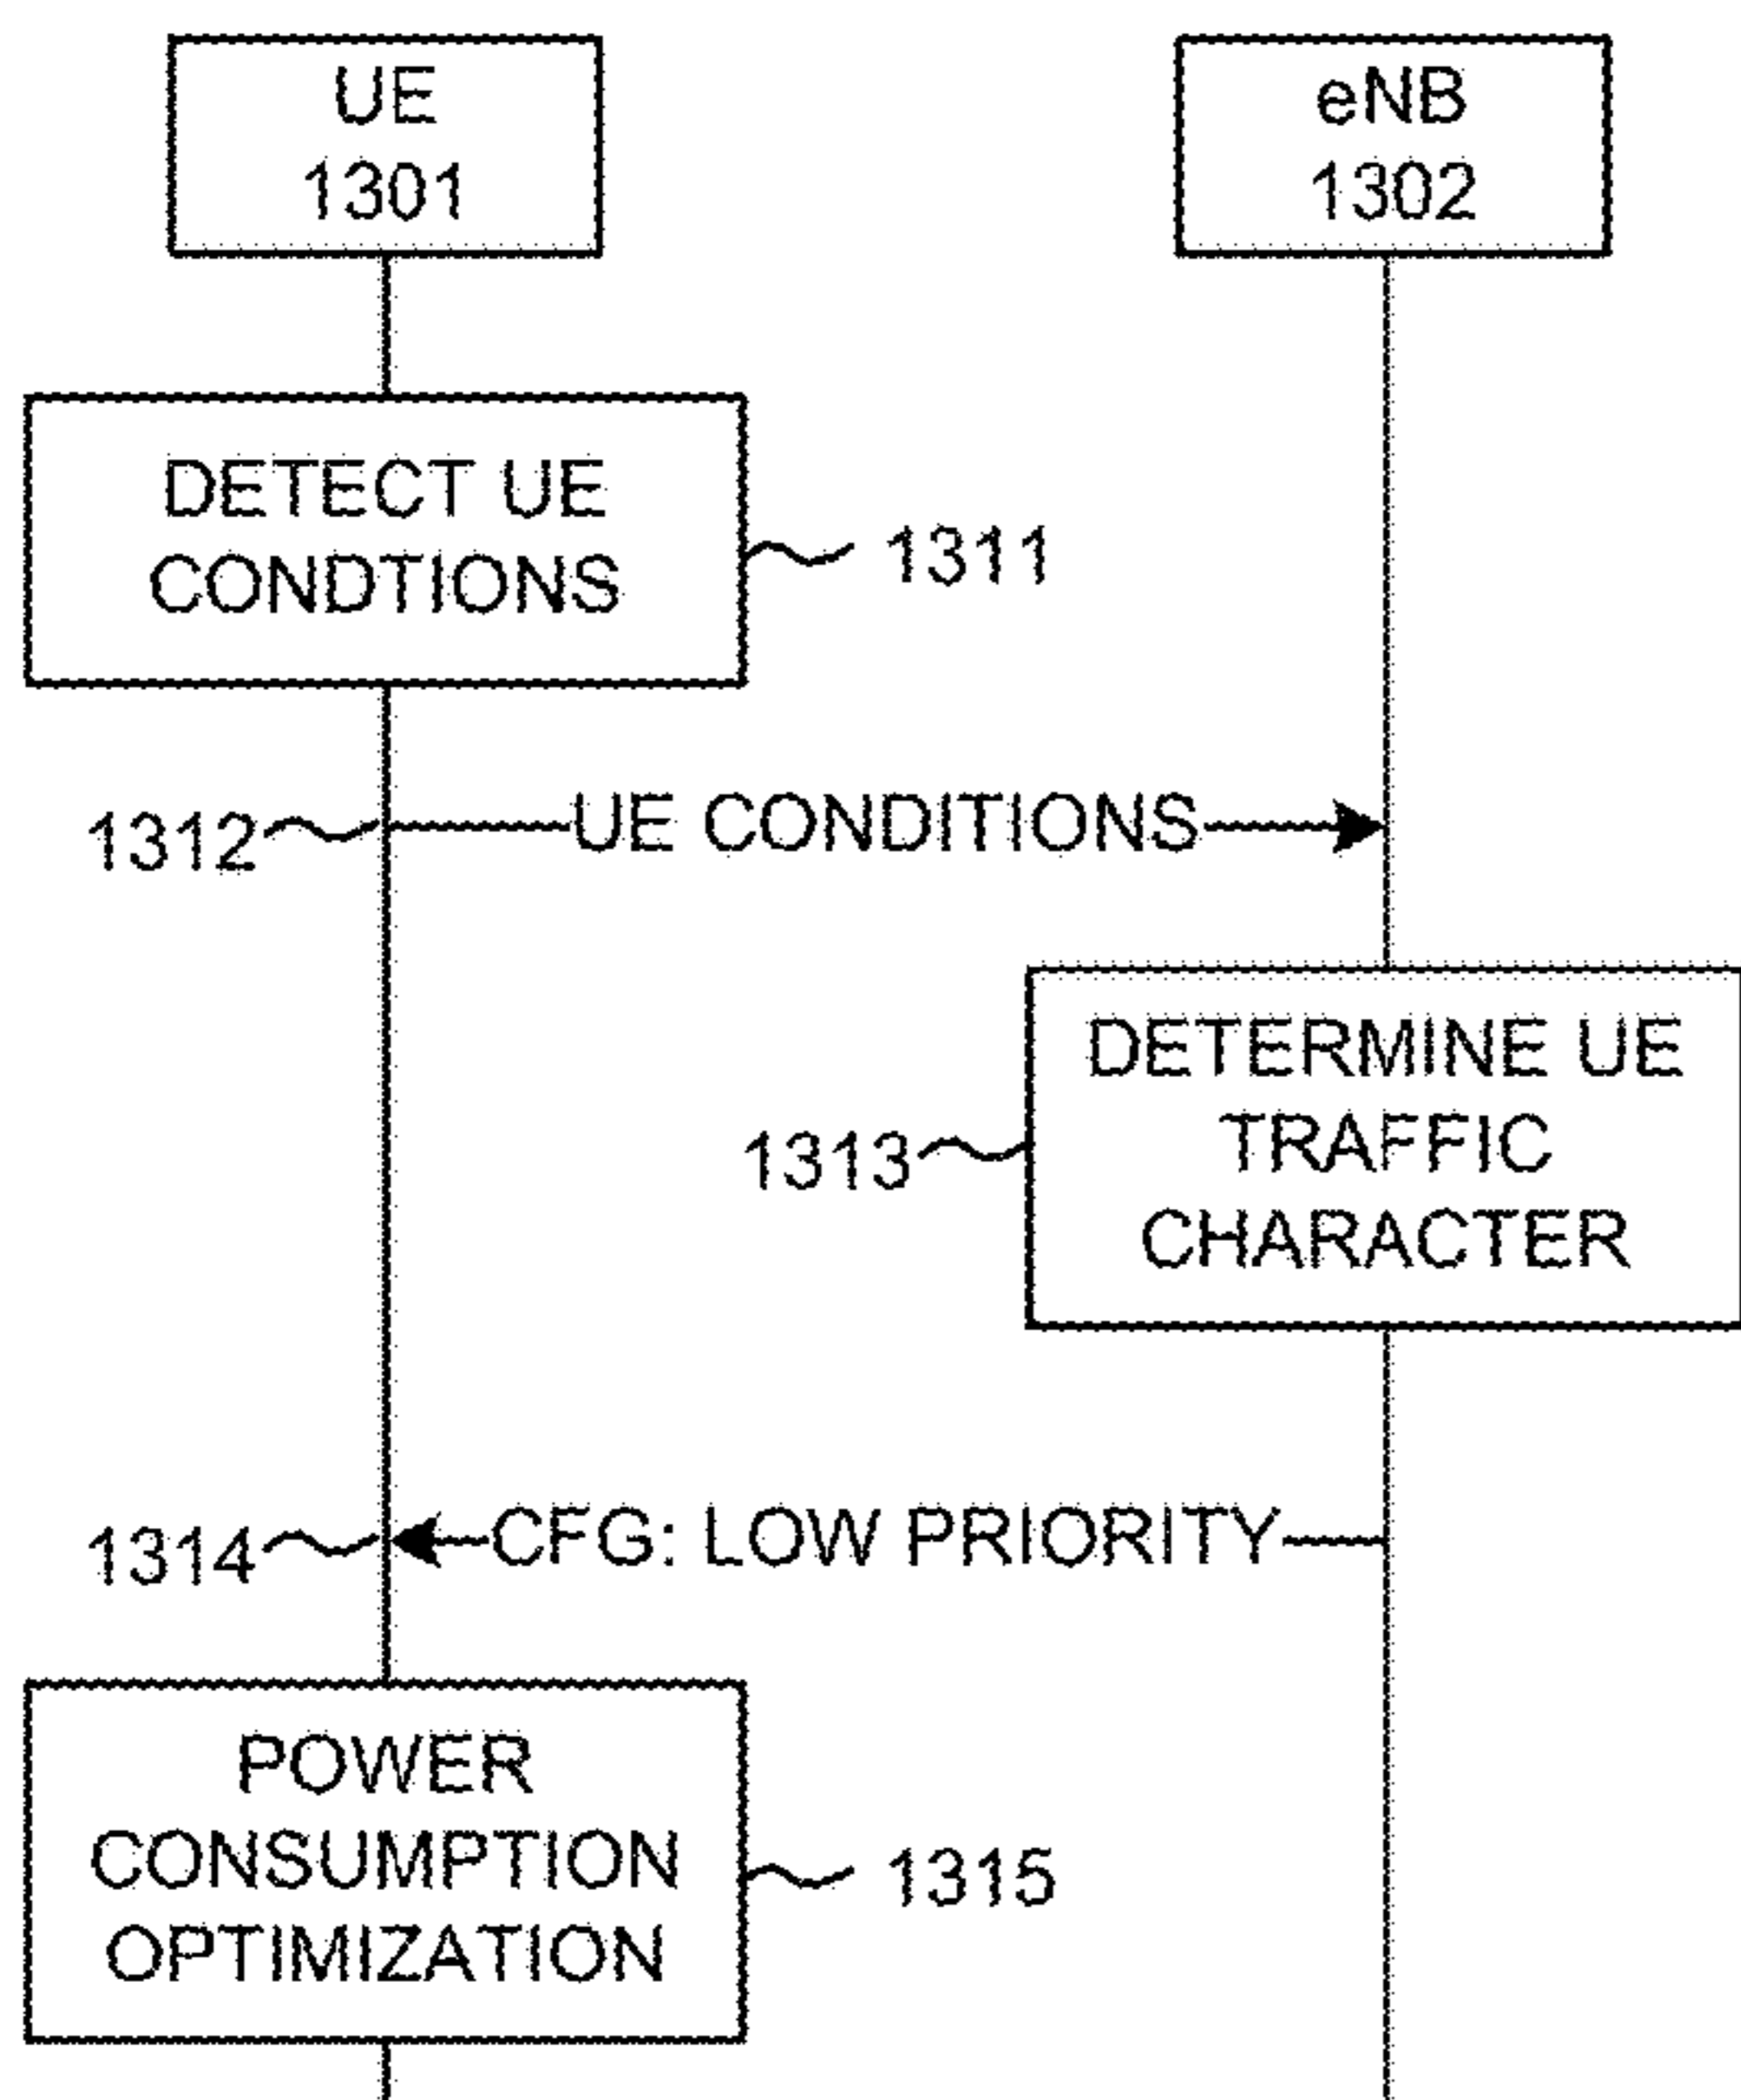 UE
1301
eNB
1302
DETECT UE
CONDTIONS
1311
1312
UE CONDITIONS
DETERMINE UE
TRAFFIC
CHARACTER
1313
1314
CFG: LOW PRIORITY
POWER
CONSUMPTION
OPTIMIZATION
1315